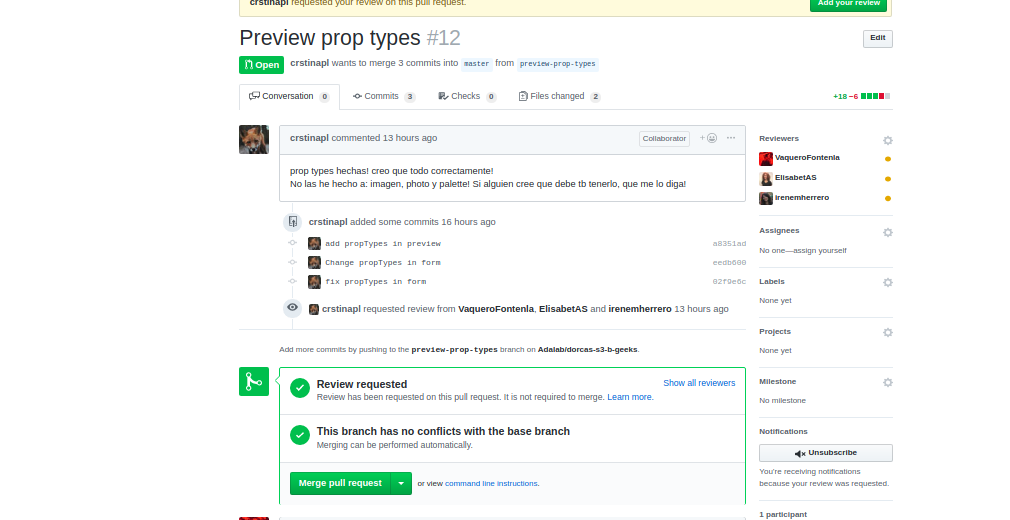 crstinapl requested your review on this pull request.
Add your review
Preview prop types #12
Edit
Open
crstinapl wants to merge 3 commits into master from preview-prop-types
Conversation 0
Commits 3
Checks 0
Files changed 2
+18 −6
crstinapl commented 13 hours ago
Collaborator
prop types hechas! creo que todo correctamente!
No las he hecho a: imagen, photo y palette! Si alguien cree que debe tb tenerlo, que me lo diga!
crstinapl added some commits 16 hours ago
add propTypes in preview a8351ad
Change propTypes in form eedb600
fix propTypes in form 02f9e6c
crstinapl requested review from VaqueroFontenla, ElisabetAS and irenemherrero 13 hours ago
Add more commits by pushing to the preview-prop-types branch on Adalab/dorcas-s3-b-geeks.
Review requested
Show all reviewers
Review has been requested on this pull request. It is not required to merge. Learn more.
This branch has no conflicts with the base branch
Merging can be performed automatically.
Merge pull request
or view command line instructions.
Reviewers
VaqueroFontenla
ElisabetAS
irenemherrero
Assignees
No one—assign yourself
Labels
None yet
Projects
None yet
Milestone
No milestone
Notifications
Unsubscribe
You're receiving notifications
because your review was requested.
1 participant